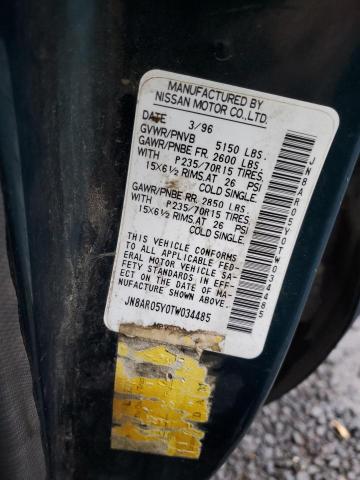 MANUFACTURED BY
NISSAN MOTOR CO.,LTD.
DATE 3/96
GVWR/PNVB 5150 LBS.
GAWR/PNBE FR. 2600 LBS.
WITH P235/70R15 TIRES,
15X6½ RIMS,AT 26 PSI
COLD SINGLE.
GAWR/PNBE RR. 2850 LBS.
WITH P235/70R15 TIRES,
15X6½ RIMS,AT 26 PSI
COLD SINGLE.
THIS VEHICLE CONFORMS
TO ALL APPLICABLE FED-
ERAL MOTOR VEHICLE
SAFETY STANDARDS IN EFF-
ECT ON THE DATE OF MA-
NUFACTURE SHOWN ABOVE.
JN8AR05Y0TW034485
JN8AR05Y0TW034485